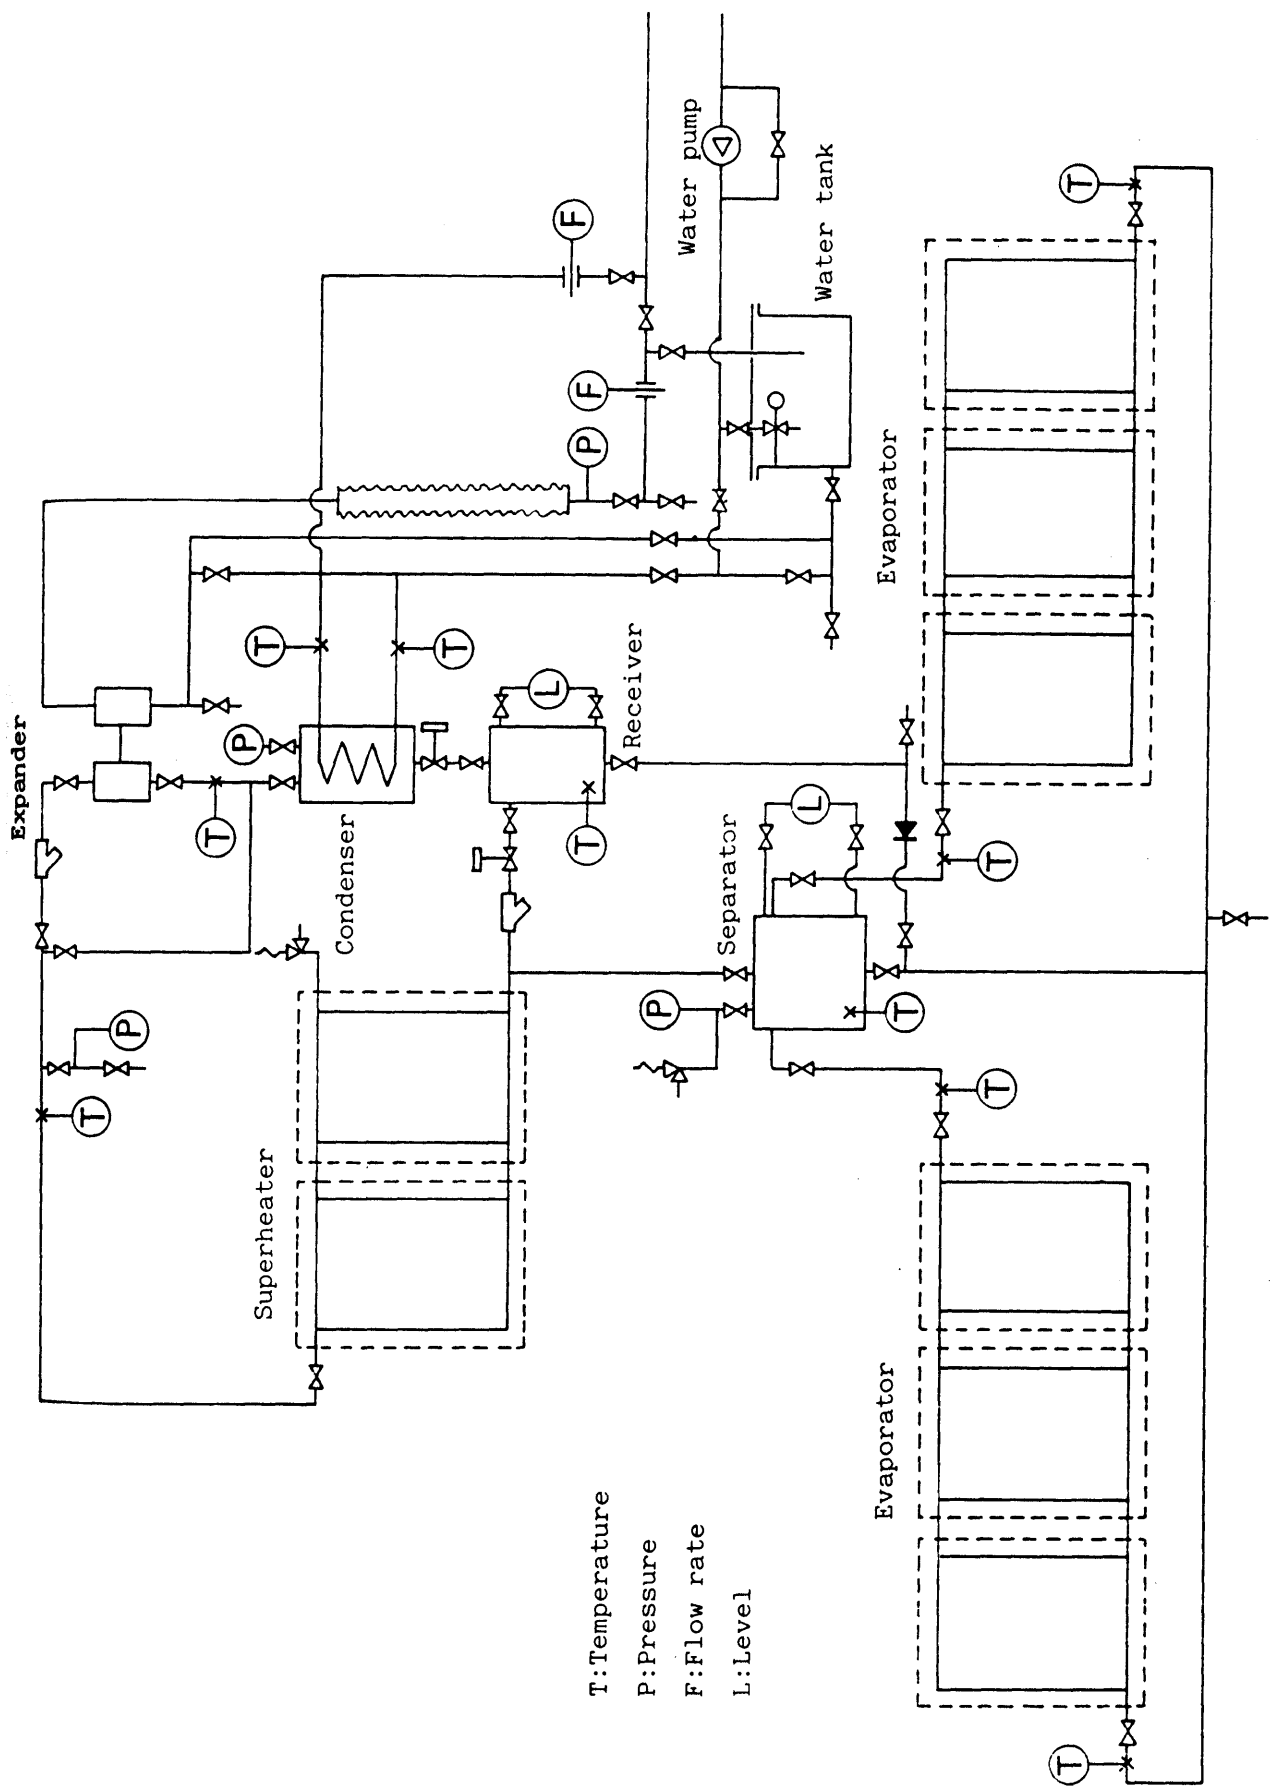 Expander
T
P
T
P
T
Superheater
Condenser
T
L
F
T
P
F
T:Temperature
Receiver
P:Pressure
P
Water pump
F:Flow rate
Separator
L:Level
L
Water tank
Evaporator
Evaporator
T
T
T
T
T